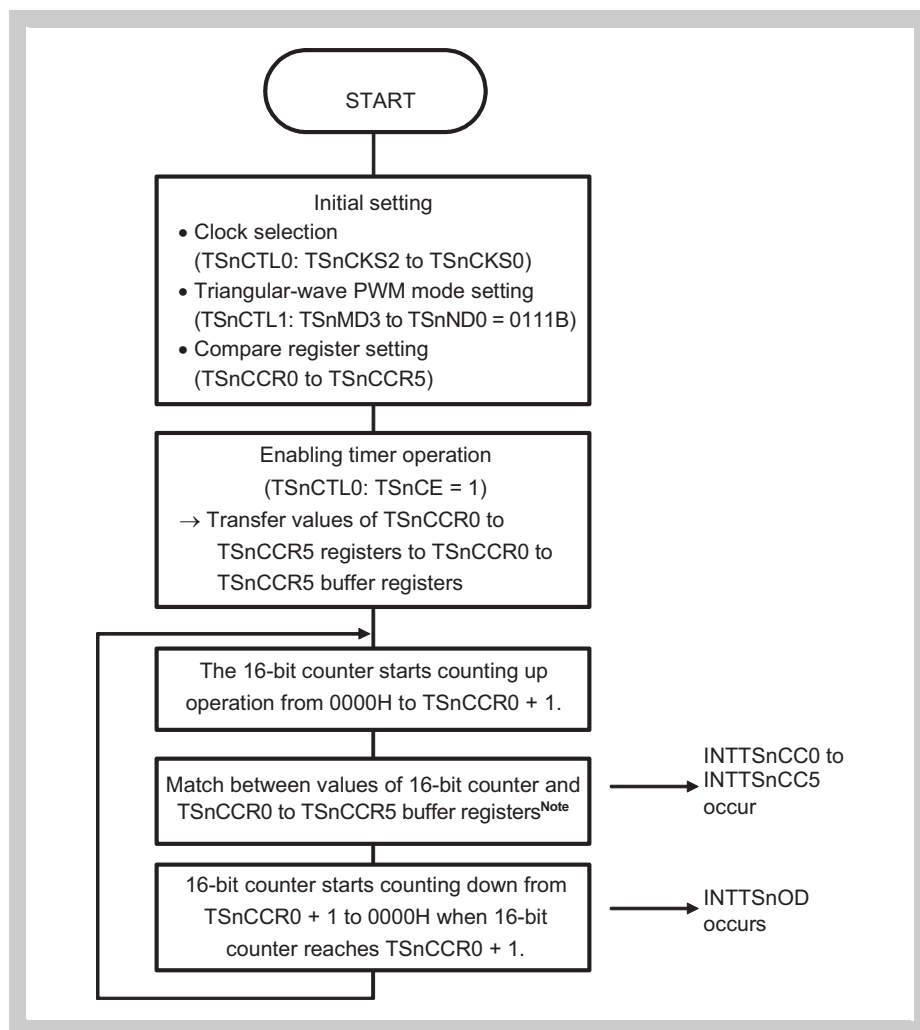 START
Initial setting
• Clock selection
(TSnCTL0: TSnCKS2 to TSnCKS0)
• Triangular-wave PWM mode setting
(TSnCTL1: TSnMD3 to TSnND0 = 0111B)
• Compare register setting
(TSnCCR0 to TSnCCR5)
Enabling timer operation
(TSnCTL0: TSnCE = 1)
→ Transfer values of TSnCCR0 to
TSnCCR5 registers to TSnCCR0 to
TSnCCR5 buffer registers
The 16-bit counter starts counting up
operation from 0000H to TSnCCR0 + 1.
Match between values of 16-bit counter and
TSnCCR0 to TSnCCR5 buffer registersNote
INTTSnCC0 to
INTTSnCC5
occur
16-bit counter starts counting down from
TSnCCR0 + 1 to 0000H when 16-bit
counter reaches TSnCCR0 + 1.
INTTSnOD
occurs